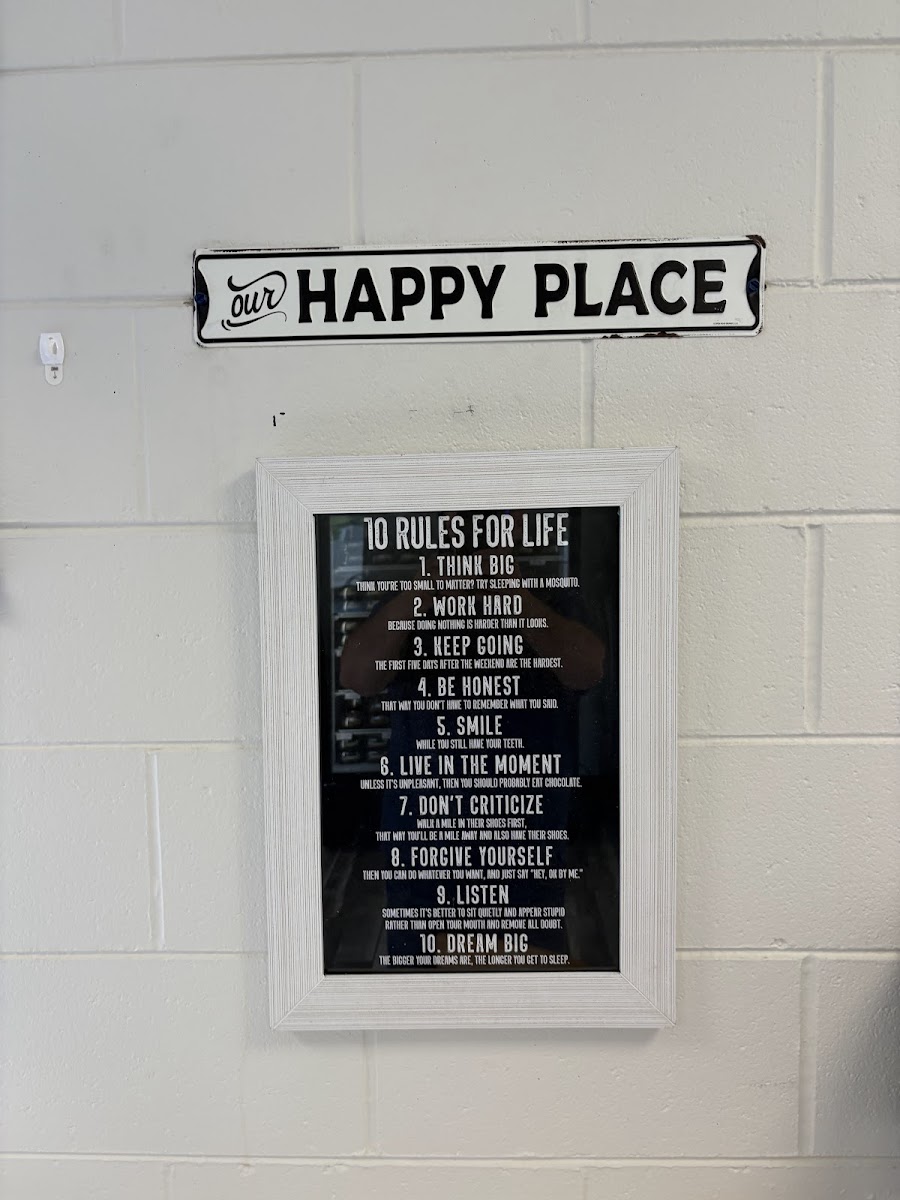 our HAPPY PLACE
10 RULES FOR LIFE
1. THINK BIG
THINK YOU'RE TOO SMALL TO MATTER? TRY SLEEPING WITH A MOSQUITO.
2. WORK HARD
BECAUSE DOING NOTHING IS HARDER THAN IT LOOKS.
3. KEEP GOING
THE FIRST FIVE DAYS AFTER THE WEEKEND ARE THE HARDEST.
4. BE HONEST
THAT WAY YOU DON'T HAVE TO REMEMBER WHAT YOU SAID.
5. SMILE
WHILE YOU STILL HAVE YOUR TEETH.
6. LIVE IN THE MOMENT
UNLESS IT'S UNPLEASANT, THEN YOU SHOULD PROBABLY EAT CHOCOLATE.
7. DON'T CRITICIZE
WALK A MILE IN THEIR SHOES FIRST,
THAT WAY YOU'LL BE A MILE AWAY AND ALSO HAVE THEIR SHOES.
8. FORGIVE YOURSELF
THEN YOU CAN DO WHATEVER YOU WANT, AND JUST SAY "HEY, OK BY ME."
9. LISTEN
SOMETIMES IT'S BETTER TO SIT QUIETLY AND APPEAR STUPID
RATHER THAN OPEN YOUR MOUTH AND REMOVE ALL DOUBT.
10. DREAM BIG
THE BIGGER YOUR DREAMS ARE, THE LONGER YOU GET TO SLEEP.